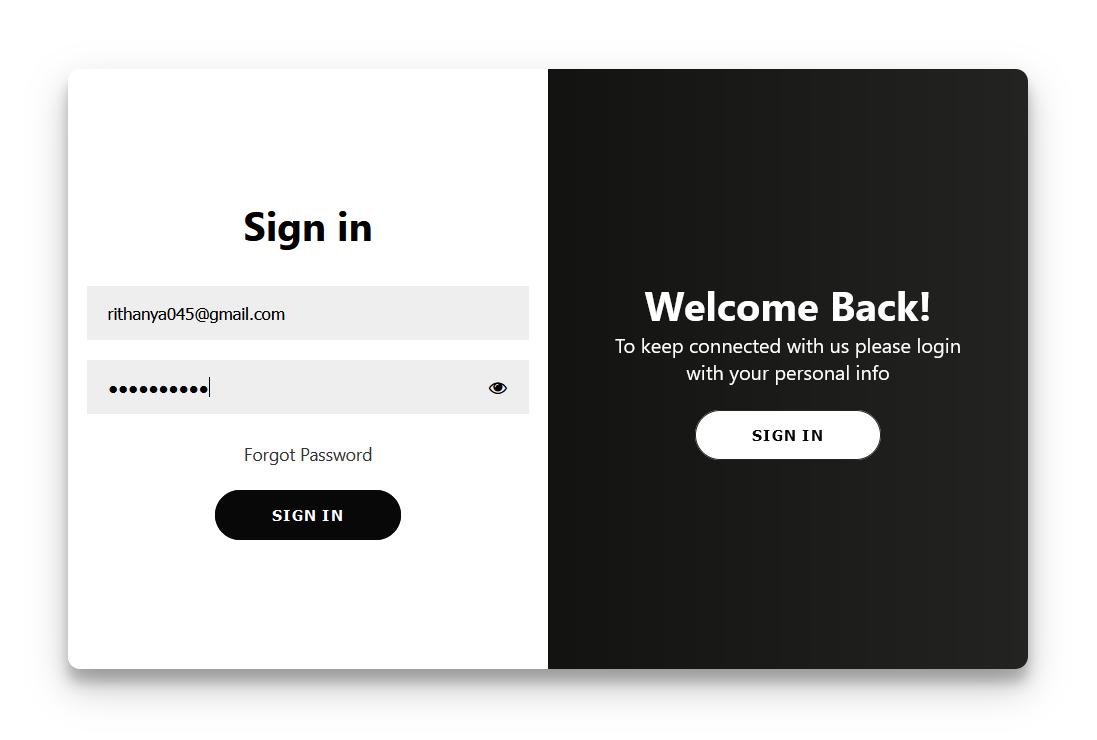 Sign in
rithanya045@gmail.com
●●●●●●●●●●
Forgot Password
SIGN IN
Welcome Back!
To keep connected with us please login
with your personal info
SIGN IN